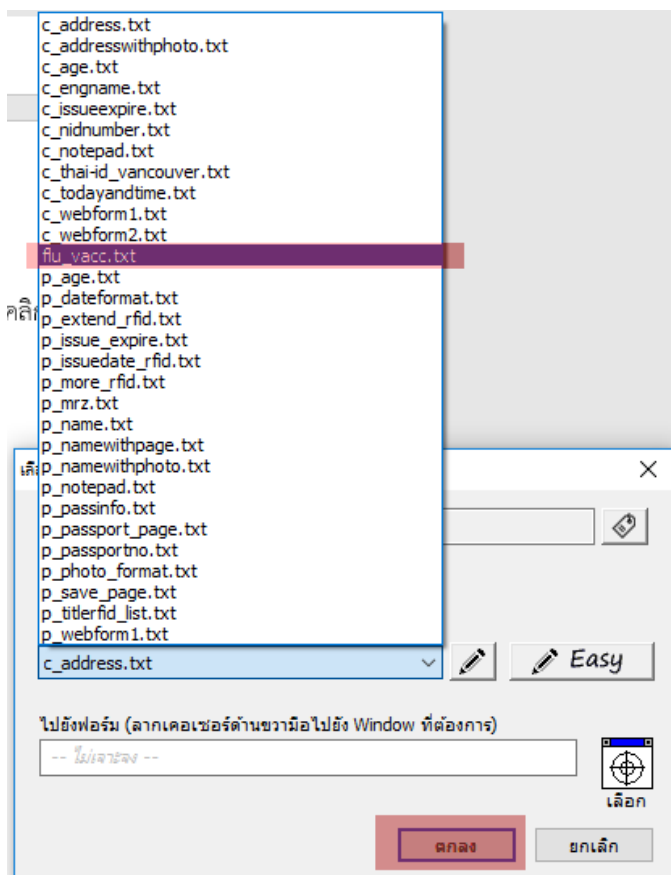 c_address.txt
c_addresswithphoto.txt
c_age.txt
c_engname.txt
c_issueexpire.txt
c_nidnumber.txt
c_notepad.txt
c_thai-id_vancouver.txt
c_todayandtime.txt
c_webform1.txt
c_webform2.txt
flu_vacc.txt
p_age.txt
p_dateformat.txt
p_extend_rfid.txt
p_issue_expire.txt
p_issuedate_rfid.txt
p_more_rfid.txt
p_mrz.txt
p_name.txt
p_namewithpage.txt
p_namewithphoto.txt
p_notepad.txt
p_passinfo.txt
p_passport_page.txt
p_passportno.txt
p_photo_format.txt
p_save_page.txt
p_titlerfid_list.txt
p_webform1.txt
c_address.txt
Easy
ไปยังฟอร์ม (ลากเคอเซอร์ด้านขวามือไปยัง Window ที่ต้องการ)
-- ไม่เจาะจง --
เลือก
ตกลง
ยกเลิก